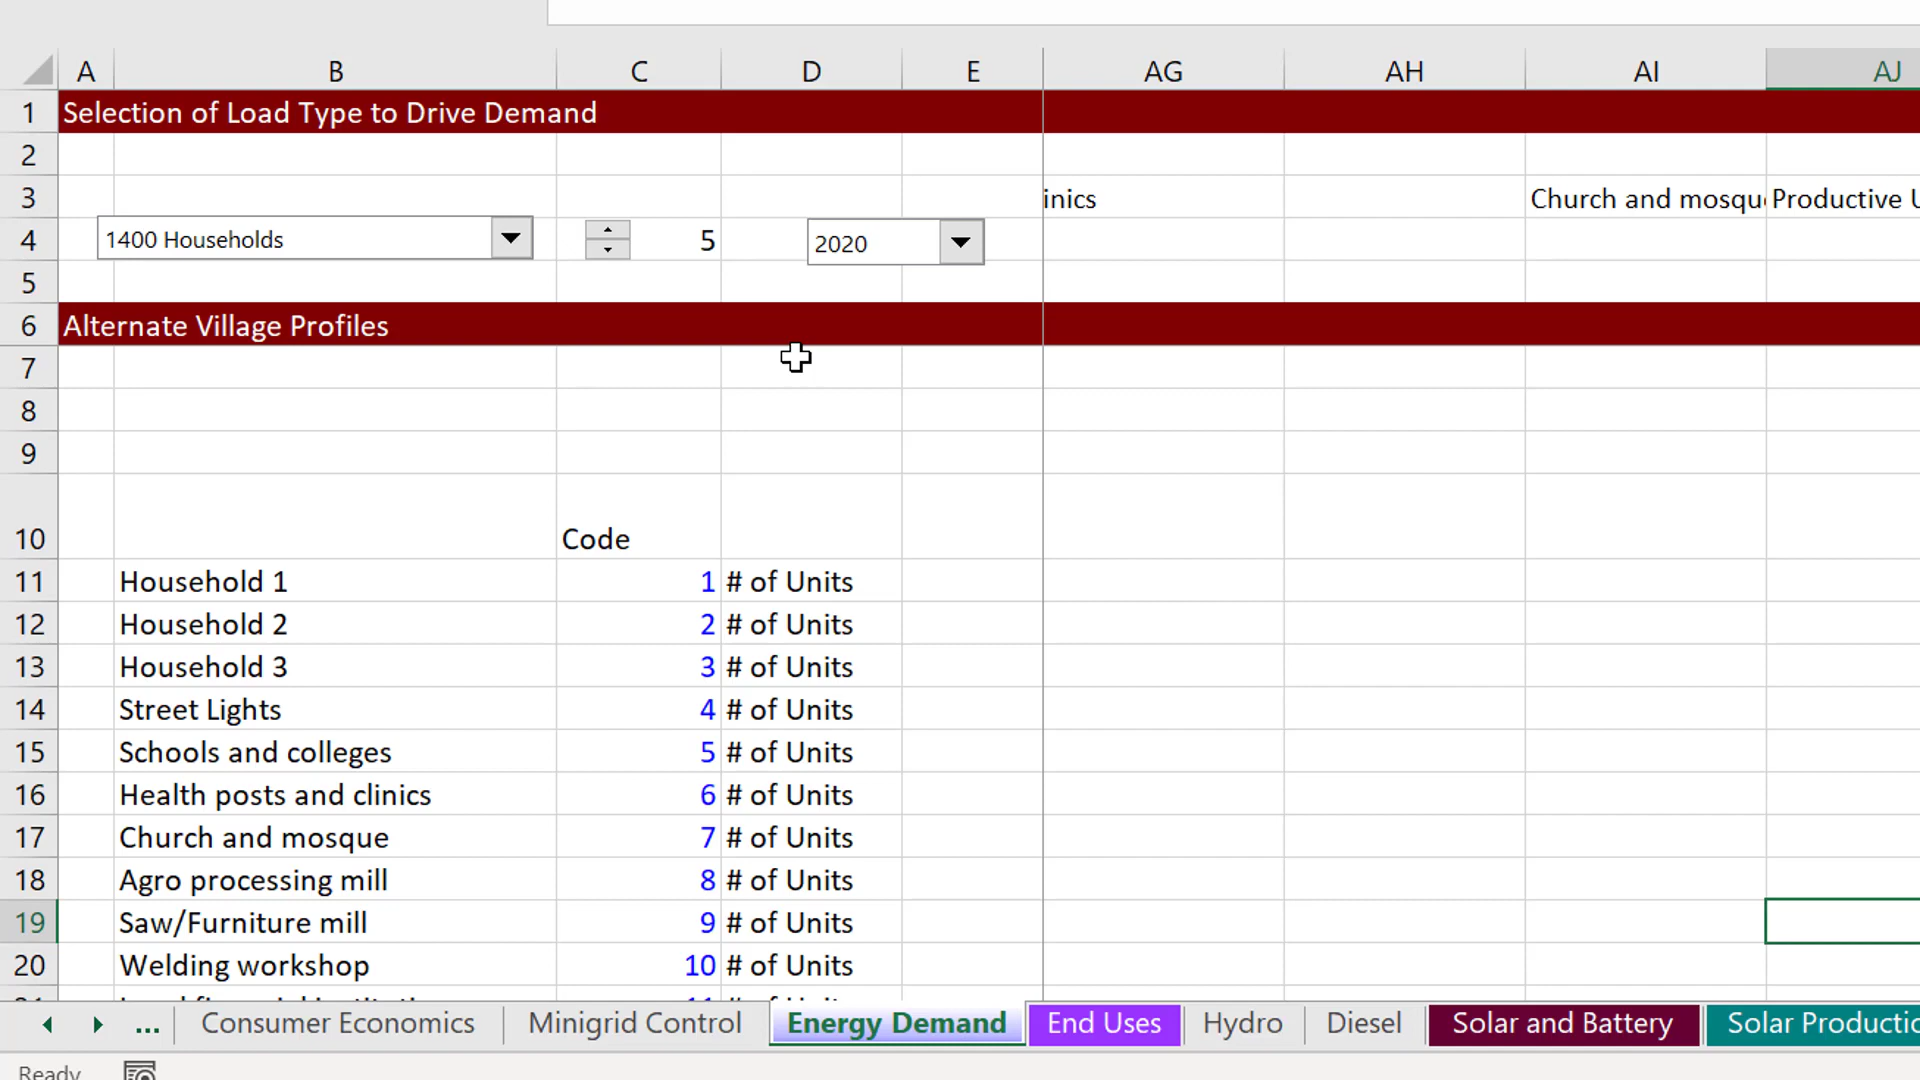 A B C D E AG AH AI AJ
1 Selection of Load Type to Drive Demand
2
3 inics Church and mosqu Productive U
4 1400 Households 5 2020
5
6 Alternate Village Profiles
7
8
9
10 Code
11 Household 1 1 # of Units
12 Household 2 2 # of Units
13 Household 3 3 # of Units
14 Street Lights 4 # of Units
15 Schools and colleges 5 # of Units
16 Health posts and clinics 6 # of Units
17 Church and mosque 7 # of Units
18 Agro processing mill 8 # of Units
19 Saw/Furniture mill 9 # of Units
20 Welding workshop 10 # of Units
... Consumer Economics Minigrid Control Energy Demand End Uses Hydro Diesel Solar and Battery Solar Productio
Ready